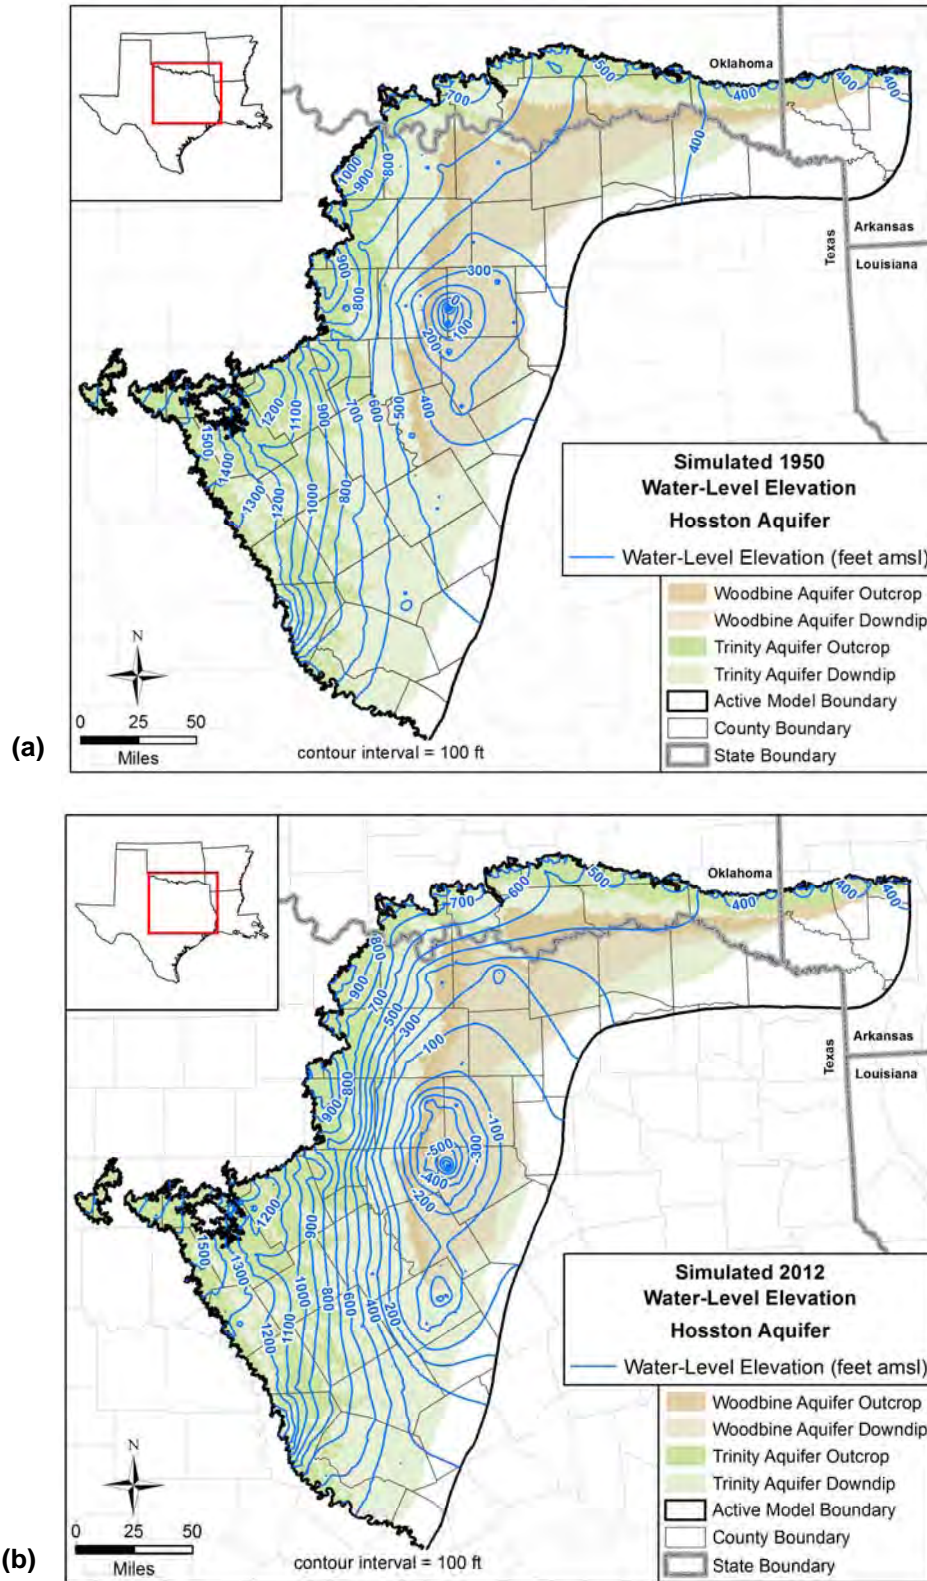 Oklahoma
500
400
400
400
700
1000
900
800
400
Texas
Arkansas
Louisiana
900
800
300
0
100
200
400
1200
1100
900
700
600
500
1500
1400
1300
1200
1000
800
Simulated 1950
Water-Level Elevation
Hosston Aquifer
Water-Level Elevation (feet amsl)
Woodbine Aquifer Outcrop
Woodbine Aquifer Downdip
Trinity Aquifer Outcrop
Trinity Aquifer Downdip
Active Model Boundary
County Boundary
State Boundary
N
0 25 50
Miles
contour interval = 100 ft
(a)
Oklahoma
500
600
700
400
400
400
800
900
700
500
300
-100
Texas
Arkansas
Louisiana
800
900
-100
-500
-300
-400
-200
1200
900
1500
1300
1200
1100
1000
800
600
400
200
Simulated 2012
Water-Level Elevation
Hosston Aquifer
Water-Level Elevation (feet amsl)
Woodbine Aquifer Outcrop
Woodbine Aquifer Downdip
Trinity Aquifer Outcrop
Trinity Aquifer Downdip
Active Model Boundary
County Boundary
State Boundary
N
0 25 50
Miles
contour interval = 100 ft
(b)